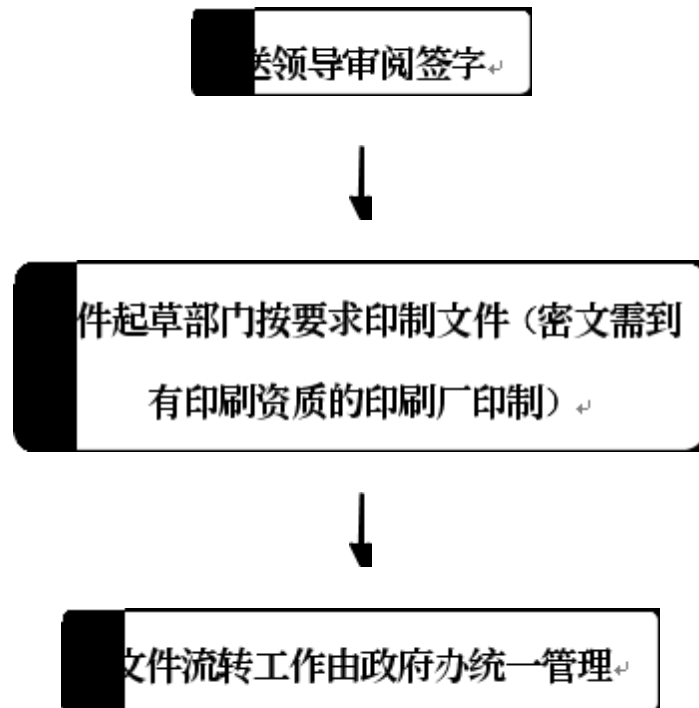 送领导审阅签字
件起草部门按要求印制文件（密文需到
有印刷资质的印刷厂印制）
文件流转工作由政府办统一管理